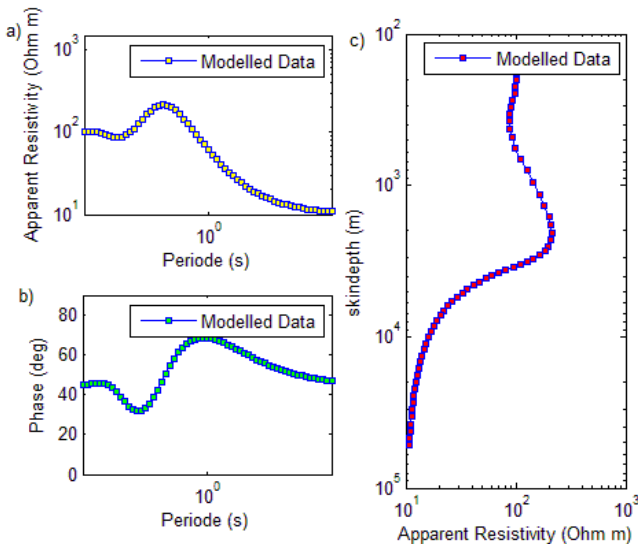 a)
Apparent Resistivity (Ohm m)
10³
10²
10¹
Modelled Data
10⁰
Periode (s)
b)
Phase (deg)
80
60
40
20
0
Modelled Data
10⁰
Periode (s)
c)
skindepth (m)
10²
10³
10⁴
10⁵
Modelled Data
10¹
10²
10³
Apparent Resistivity (Ohm m)